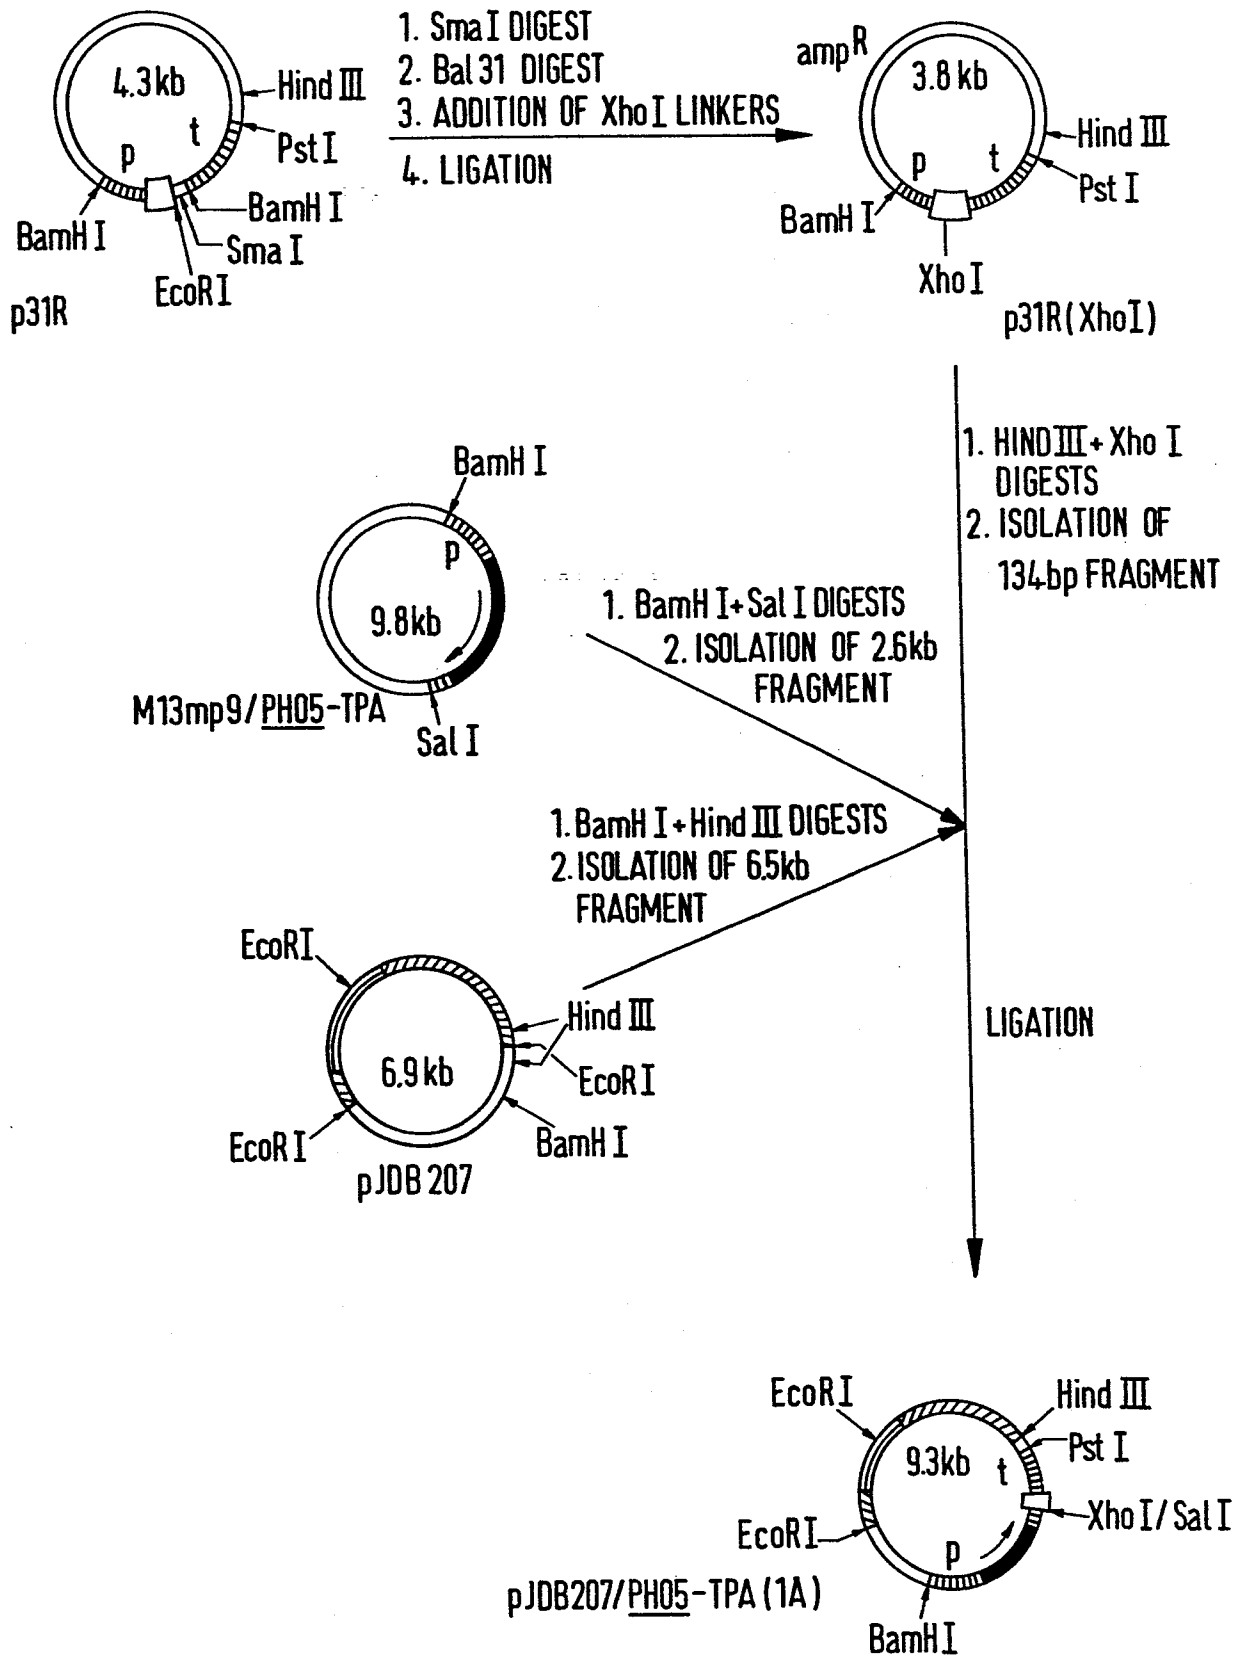 4.3 kb
Hind III
Pst I
t
p
BamH I
BamH I
Sma I
EcoR I
p31R
1. Sma I DIGEST
2. Bal 31 DIGEST
3. ADDITION OF Xho I LINKERS
4. LIGATION
amp R
3.8 kb
Hind III
Pst I
p
t
BamH I
Xho I
p31R (Xho I)
1. HIND III + Xho I
DIGESTS
2. ISOLATION OF
134bp FRAGMENT
BamH I
p
9.8 kb
M13mp9/PH05-TPA
Sal I
1. BamH I + Sal I DIGESTS
2. ISOLATION OF 2.6kb
FRAGMENT
1. BamH I + Hind III DIGESTS
2. ISOLATION OF 6.5kb
FRAGMENT
EcoR I
Hind III
6.9 kb
EcoR I
EcoR I
BamH I
pJDB 207
LIGATION
EcoR I
Hind III
Pst I
9.3kb
t
Xho I / Sal I
EcoR I
p
pJDB207/PH05-TPA (1A)
BamH I